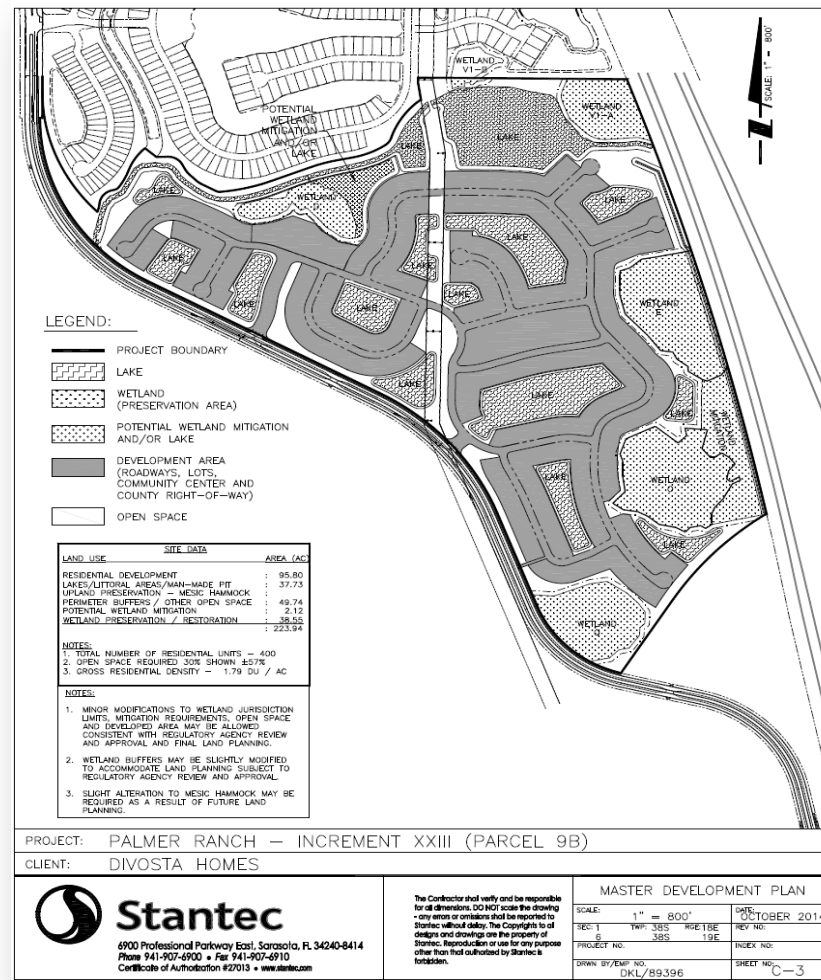 WETLAND
V1-B
SCALE: 1" = 800'
WETLAND
V1-A
POTENTIAL
WETLAND
MITIGATION
AND/OR
LAKE
LAKE
LAKE
LAKE
WETLAND
LAKE
LAKE
LAKE
LAKE
LAKE
LAKE
LAKE
LAKE
WETLAND
LAKE
LAKE
LAKE
WETLAND
MITIGATION
WETLAND
LAKE
LAKE
WETLAND
LEGEND:
PROJECT BOUNDARY
LAKE
WETLAND
(PRESERVATION AREA)
POTENTIAL WETLAND MITIGATION
AND/OR LAKE
DEVELOPMENT AREA
(ROADWAYS, LOTS,
COMMUNITY CENTER AND
COUNTY RIGHT-OF-WAY)
OPEN SPACE
SITE DATA
LAND USE AREA (AC)
RESIDENTIAL DEVELOPMENT : 95.80
LAKES/LITTORAL AREAS/MAN-MADE PIT : 37.73
UPLAND PRESERVATION - MESIC HAMMOCK :
PERIMETER BUFFERS / OTHER OPEN SPACE : 49.74
POTENTIAL WETLAND MITIGATION : 2.12
WETLAND PRESERVATION / RESTORATION : 38.55
: 223.94
NOTES:
1. TOTAL NUMBER OF RESIDENTIAL UNITS - 400
2. OPEN SPACE REQUIRED 30% SHOWN ±57%
3. GROSS RESIDENTIAL DENSITY - 1.79 DU / AC
NOTES:
1. MINOR MODIFICATIONS TO WETLAND JURISDICTION
LIMITS, MITIGATION REQUIREMENTS, OPEN SPACE
AND DEVELOPED AREA MAY BE ALLOWED
CONSISTENT WITH REGULATORY AGENCY REVIEW
AND APPROVAL AND FINAL LAND PLANNING.
2. WETLAND BUFFERS MAY BE SLIGHTLY MODIFIED
TO ACCOMMODATE LAND PLANNING SUBJECT TO
REGULATORY AGENCY REVIEW AND APPROVAL.
3. SLIGHT ALTERATION TO MESIC HAMMOCK MAY BE
REQUIRED AS A RESULT OF FUTURE LAND
PLANNING.
PROJECT: PALMER RANCH - INCREMENT XXIII (PARCEL 9B)
CLIENT: DIVOSTA HOMES
Stantec
6900 Professional Parkway East, Sarasota, FL 34240-8414
Phone 941-907-6900 • Fax 941-907-6910
Certificate of Authorization #27013 • www.stantec.com
The Contractor shall verify and be responsible
for all dimensions. DO NOT scale the drawing
- any errors or omissions shall be reported to
Stantec without delay. The Copyrights to all
designs and drawings are the property of
Stantec. Reproduction or use for any purpose
other than that authorized by Stantec is
forbidden.
MASTER DEVELOPMENT PLAN
SCALE: 1" = 800' DATE: OCTOBER 2014
SEC: 1 TWP: 38S RGE: 18E REV NO:
6 38S 19E
PROJECT NO. INDEX NO:
DRWN BY/EMP NO. DKL/89396 SHEET NO: C-3